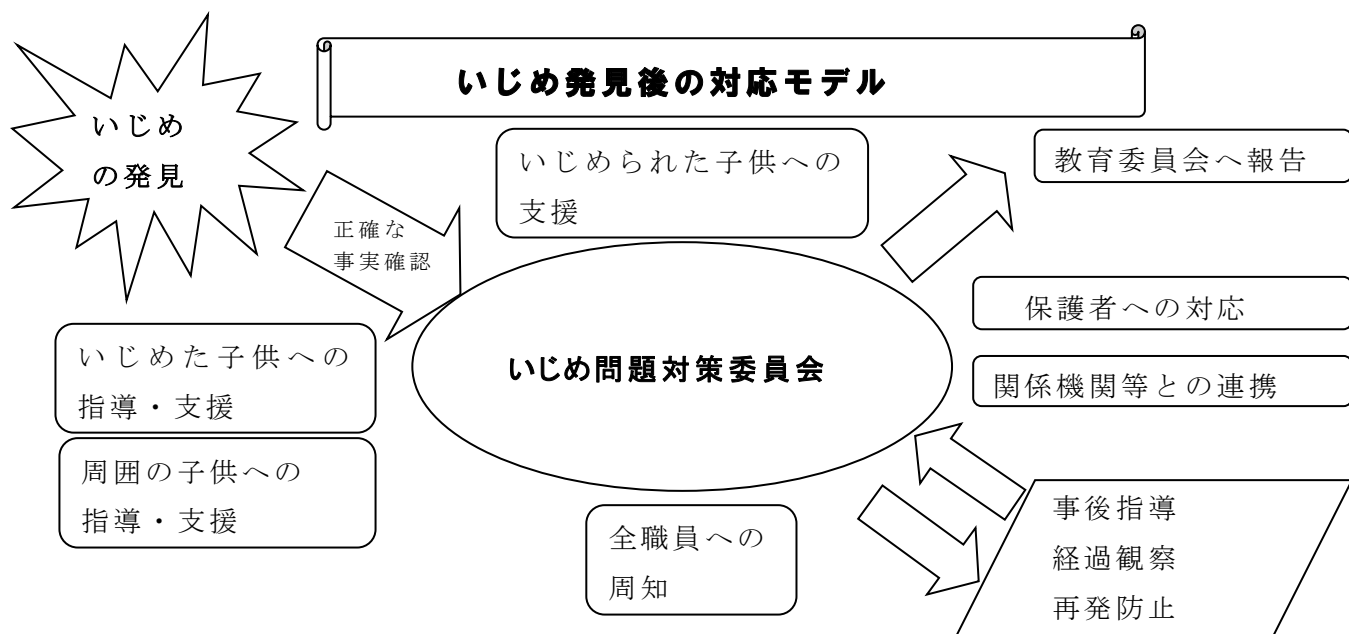 いじめ発見後の対応モデル
いじめ
の発見
正確な
事実確認
いじめられた子供への
支援
教育委員会へ報告
保護者への対応
関係機関等との連携
いじめ問題対策委員会
いじめた子供への
指導・支援
周囲の子供への
指導・支援
全職員への
周知
事後指導
経過観察
再発防止